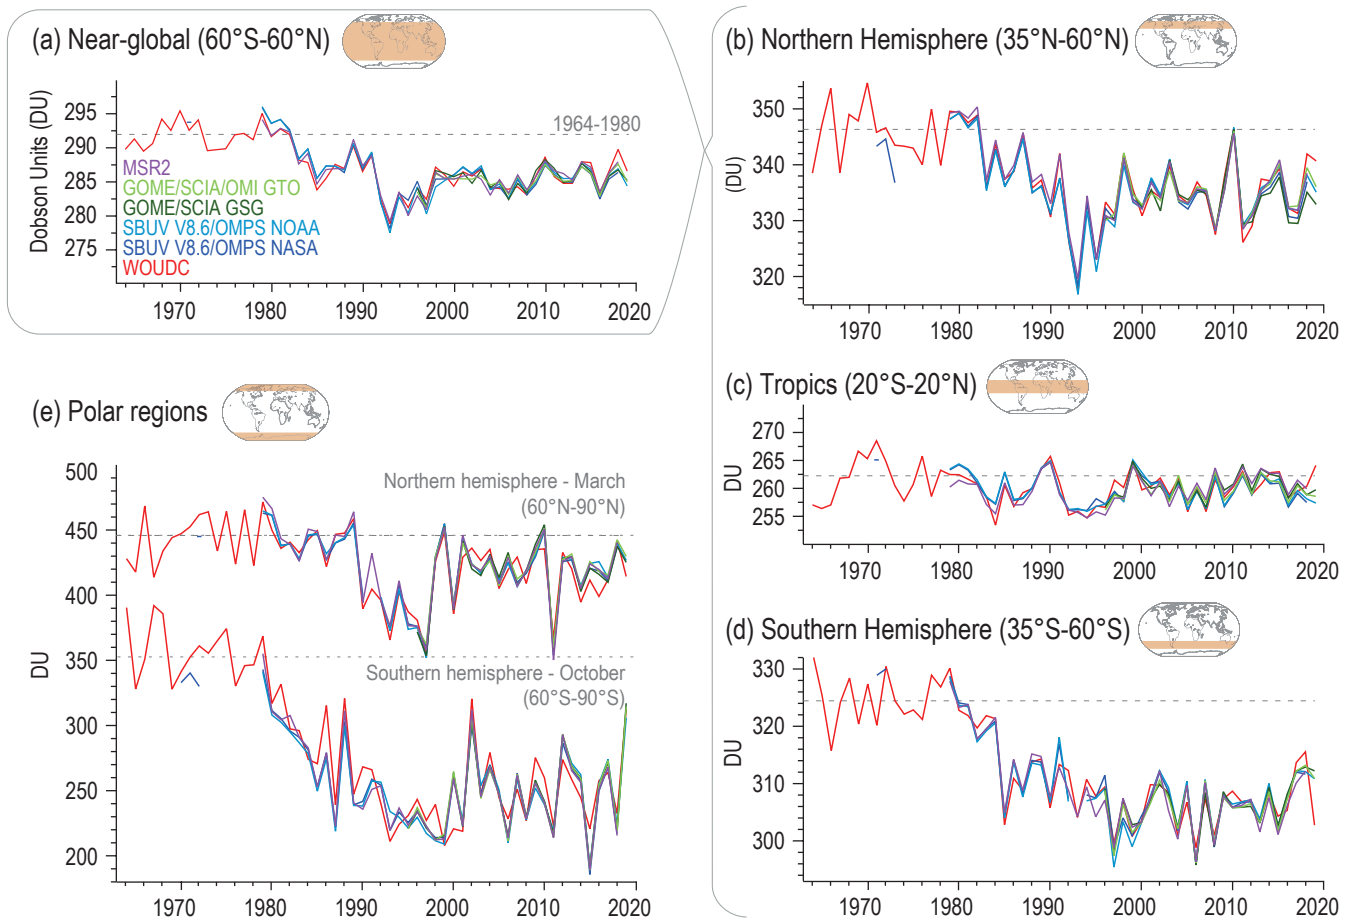 (a) Near-global (60°S-60°N)
Dobson Units (DU)
295
290
285
280
275
1964-1980
MSR2
GOME/SCIA/OMI GTO
GOME/SCIA GSG
SBUV V8.6/OMPS NOAA
SBUV V8.6/OMPS NASA
WOUDC
1970 1980 1990 2000 2010 2020
(b) Northern Hemisphere (35°N-60°N)
(DU)
350
340
330
320
1970 1980 1990 2000 2010 2020
(c) Tropics (20°S-20°N)
DU
270
265
260
255
1970 1980 1990 2000 2010 2020
(d) Southern Hemisphere (35°S-60°S)
DU
330
320
310
300
1970 1980 1990 2000 2010 2020
(e) Polar regions
DU
500
450
400
350
300
250
200
Northern hemisphere - March
(60°N-90°N)
Southern hemisphere - October
(60°S-90°S)
1970 1980 1990 2000 2010 2020